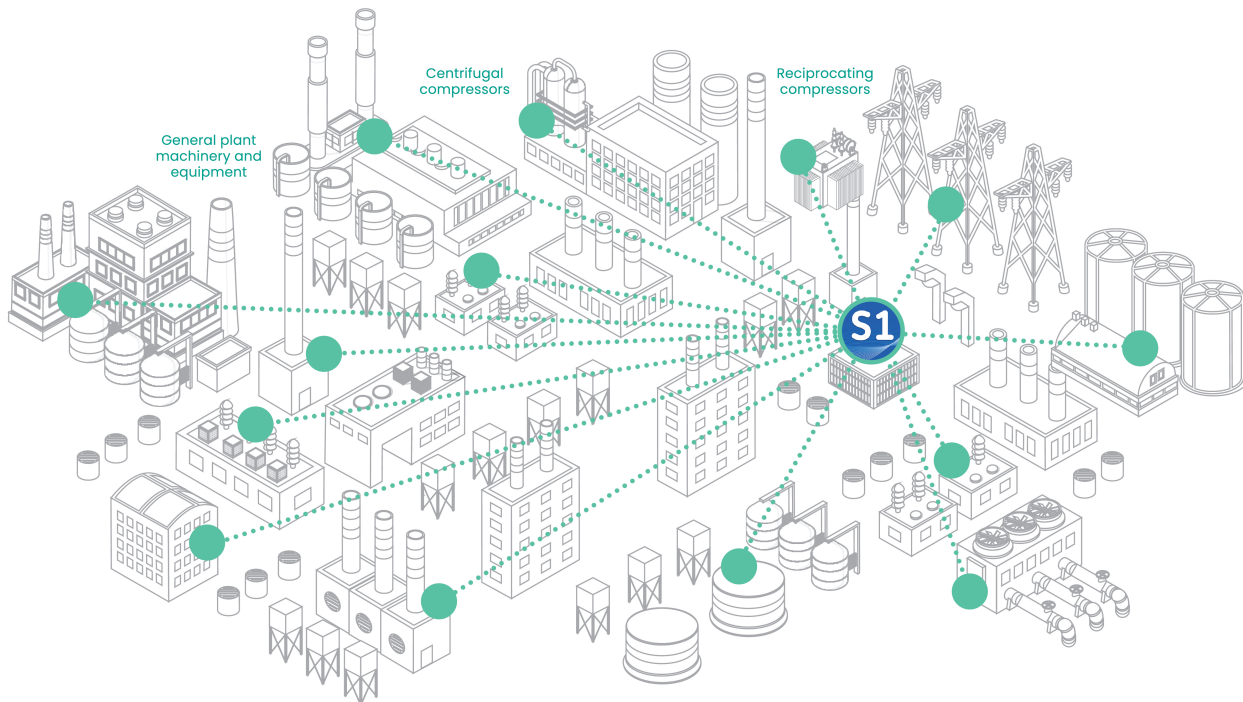 Centrifugal
compressors
Reciprocating
compressors
General plant
machinery and
equipment
S1